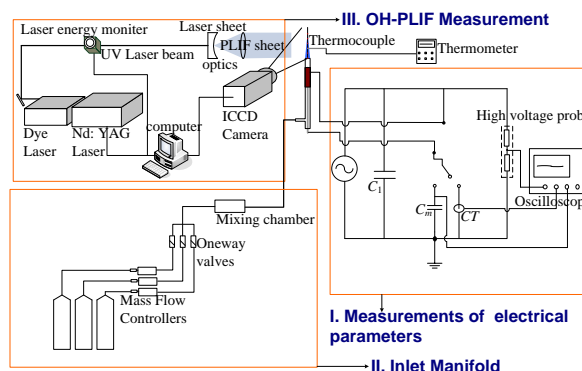 III. OH-PLIF Measurement
Laser sheet
Laser energy moniter
UV Laser beam
PLIF sheet
optics
Thermocouple
Thermometer
Dye
Laser
Nd: YAG
Laser
computer
ICCD
Camera
High voltage prob
C1
Cm
CT
Oscilloscop
Mixing chamber
Oneway
valves
Mass Flow
Controllers
I. Measurements of electrical
parameters
II. Inlet Manifold